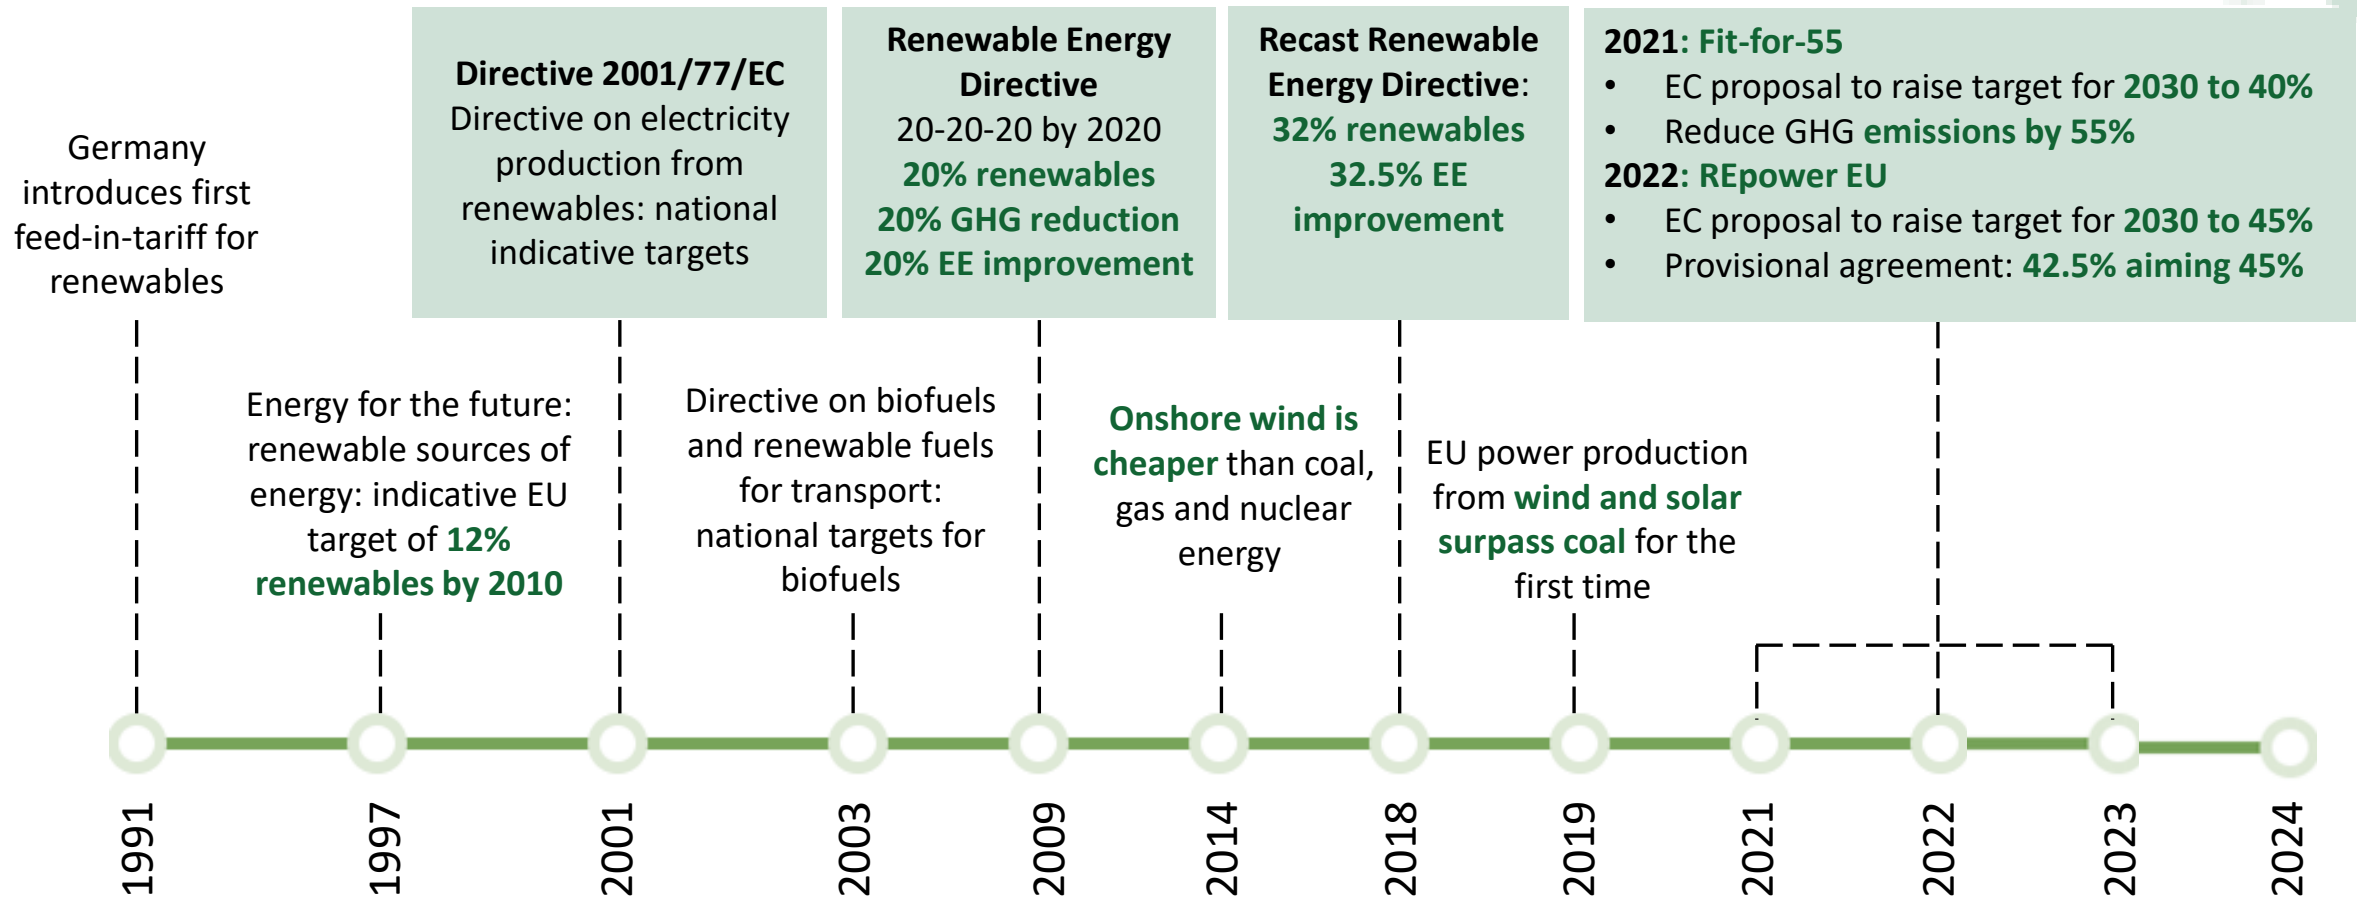 Germany
introduces first
feed-in-tariff for
renewables
Energy for the future:
renewable sources of
energy: indicative EU
target of 12%
renewables by 2010
Directive 2001/77/EC
Directive on electricity
production from
renewables: national
indicative targets
Directive on biofuels
and renewable fuels
for transport:
national targets for
biofuels
Renewable Energy
Directive
20-20-20 by 2020
20% renewables
20% GHG reduction
20% EE improvement
Onshore wind is
cheaper than coal,
gas and nuclear
energy
Recast Renewable
Energy Directive:
32% renewables
32.5% EE
improvement
EU power production
from wind and solar
surpass coal for the
first time
2021: Fit-for-55
• EC proposal to raise target for 2030 to 40%
• Reduce GHG emissions by 55%
2022: REpower EU
• EC proposal to raise target for 2030 to 45%
• Provisional agreement: 42.5% aiming 45%
1991
1997
2001
2003
2009
2014
2018
2019
2021
2022
2023
2024